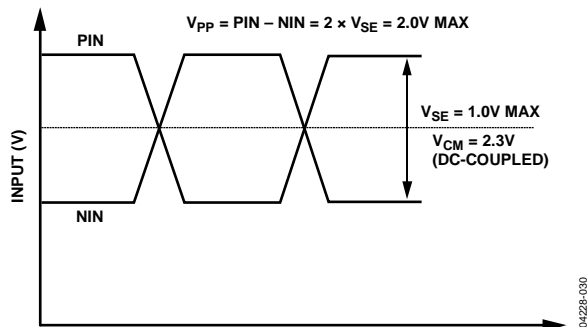 V_PP = PIN – NIN = 2 × V_SE = 2.0V MAX
PIN
V_SE = 1.0V MAX
V_CM = 2.3V
(DC-COUPLED)
NIN
INPUT (V)
04228-030